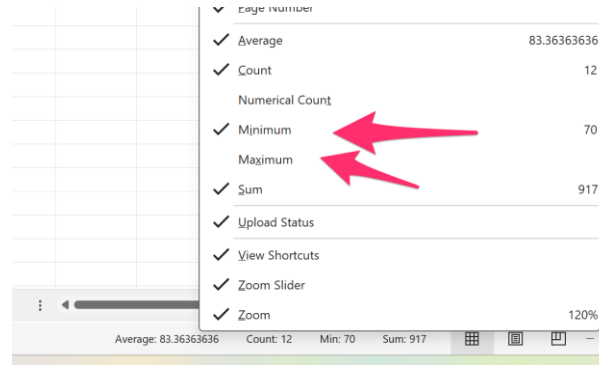 Page Number
Average 83.36363636
Count 12
Numerical Count
Minimum 70
Maximum
Sum 917
Upload Status
View Shortcuts
Zoom Slider
Zoom 120%
Average: 83.36363636 Count: 12 Min: 70 Sum: 917